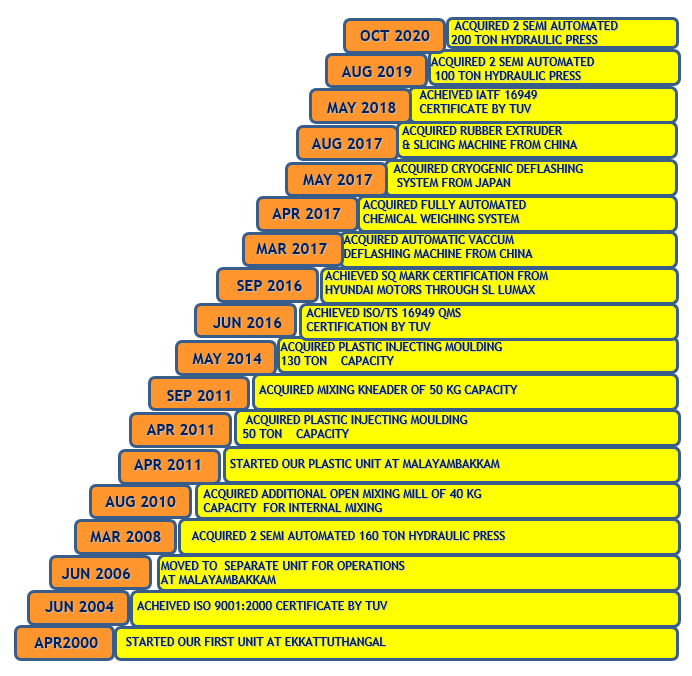 OCT 2020
ACQUIRED 2 SEMI AUTOMATED
200 TON HYDRAULIC PRESS
AUG 2019
ACQUIRED 2 SEMI AUTOMATED
100 TON HYDRAULIC PRESS
MAY 2018
ACHEIVED IATF 16949
CERTIFICATE BY TUV
AUG 2017
ACQUIRED RUBBER EXTRUDER
& SLICING MACHINE FROM CHINA
MAY 2017
ACQUIRED CRYOGENIC DEFLASHING
SYSTEM FROM JAPAN
APR 2017
ACQUIRED FULLY AUTOMATED
CHEMICAL WEIGHING SYSTEM
MAR 2017
ACQUIRED AUTOMATIC VACCUM
DEFLASHING MACHINE FROM CHINA
SEP 2016
ACHIEVED SQ MARK CERTIFICATION FROM
HYUNDAI MOTORS THROUGH SL LUMAX
JUN 2016
ACHIEVED ISO/TS 16949 QMS
CERTIFICATION BY TUV
MAY 2014
ACQUIRED PLASTIC INJECTING MOULDING
130 TON CAPACITY
SEP 2011
ACQUIRED MIXING KNEADER OF 50 KG CAPACITY
APR 2011
ACQUIRED PLASTIC INJECTING MOULDING
50 TON CAPACITY
APR 2011
STARTED OUR PLASTIC UNIT AT MALAYAMBAKKAM
AUG 2010
ACQUIRED ADDITIONAL OPEN MIXING MILL OF 40 KG
CAPACITY FOR INTERNAL MIXING
MAR 2008
ACQUIRED 2 SEMI AUTOMATED 160 TON HYDRAULIC PRESS
JUN 2006
MOVED TO SEPARATE UNIT FOR OPERATIONS
AT MALAYAMBAKKAM
JUN 2004
ACHEIVED ISO 9001:2000 CERTIFICATE BY TUV
APR2000
STARTED OUR FIRST UNIT AT EKKATTUTHANGAL